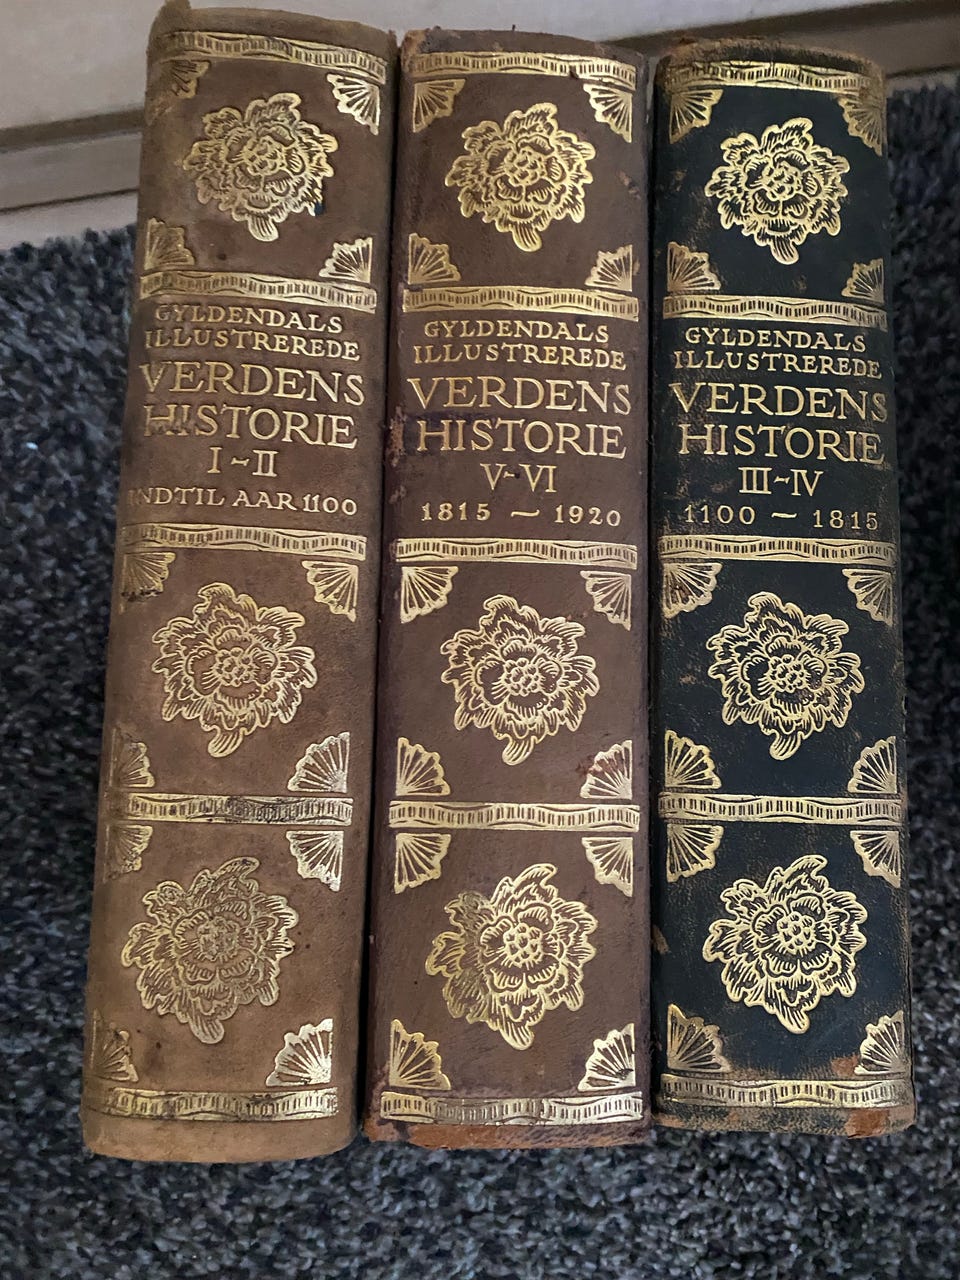 GYLDENDALS
ILLUSTREREDE
VERDENS
HISTORIE
I~II
INDTIL AAR 1100
GYLDENDALS
ILLUSTREREDE
VERDENS
HISTORIE
V~VI
1815 — 1920
GYLDENDALS
ILLUSTREREDE
VERDENS
HISTORIE
III~IV
1100 — 1815